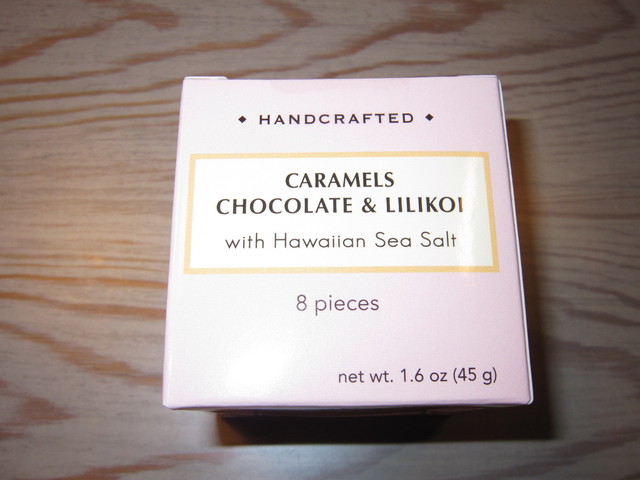 ◆ HANDCRAFTED ◆
CARAMELS
CHOCOLATE & LILIKOI
with Hawaiian Sea Salt
8 pieces
net wt. 1.6 oz (45 g)